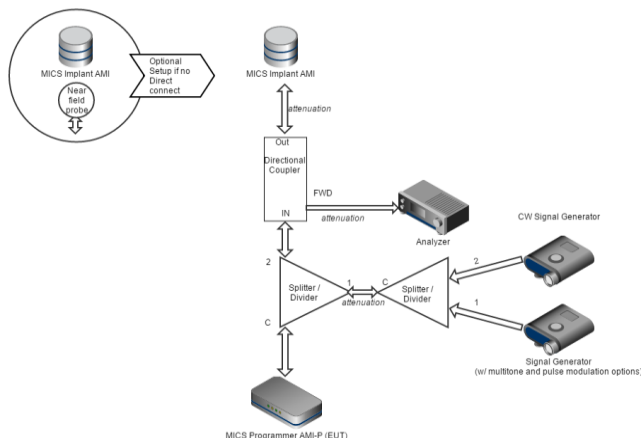 MICS Implant AMI
Near
field
probe
Optional
Setup if no
Direct
connect
MICS Implant AMI
attenuation
Out
Directional
Coupler
FWD
IN
attenuation
Analyzer
CW Signal Generator
2
Splitter /
Divider
1
attenuation
C
C
Splitter /
Divider
2
1
Signal Generator
(w/ multitone and pulse modulation options)
MICS Programmer AMI-P (EUT)